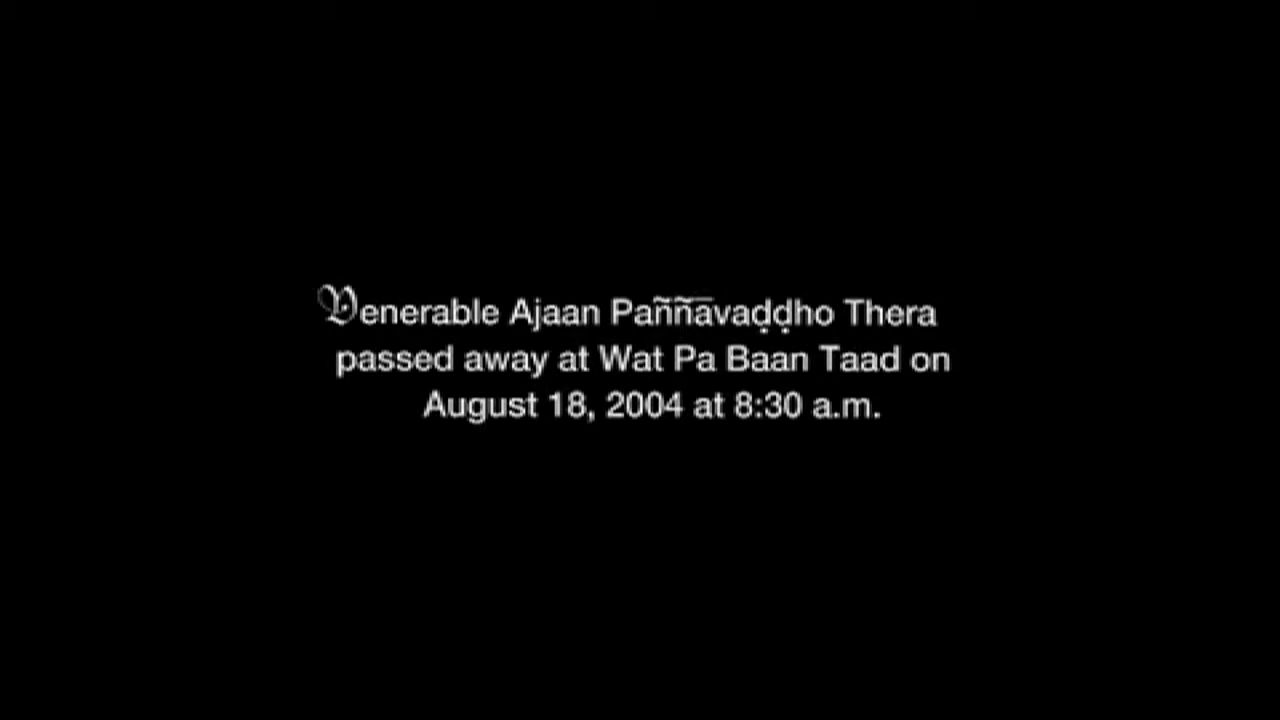 Venerable Ajaan Paññāvaḍḍho Thera
passed away at Wat Pa Baan Taad on
August 18, 2004 at 8:30 a.m.